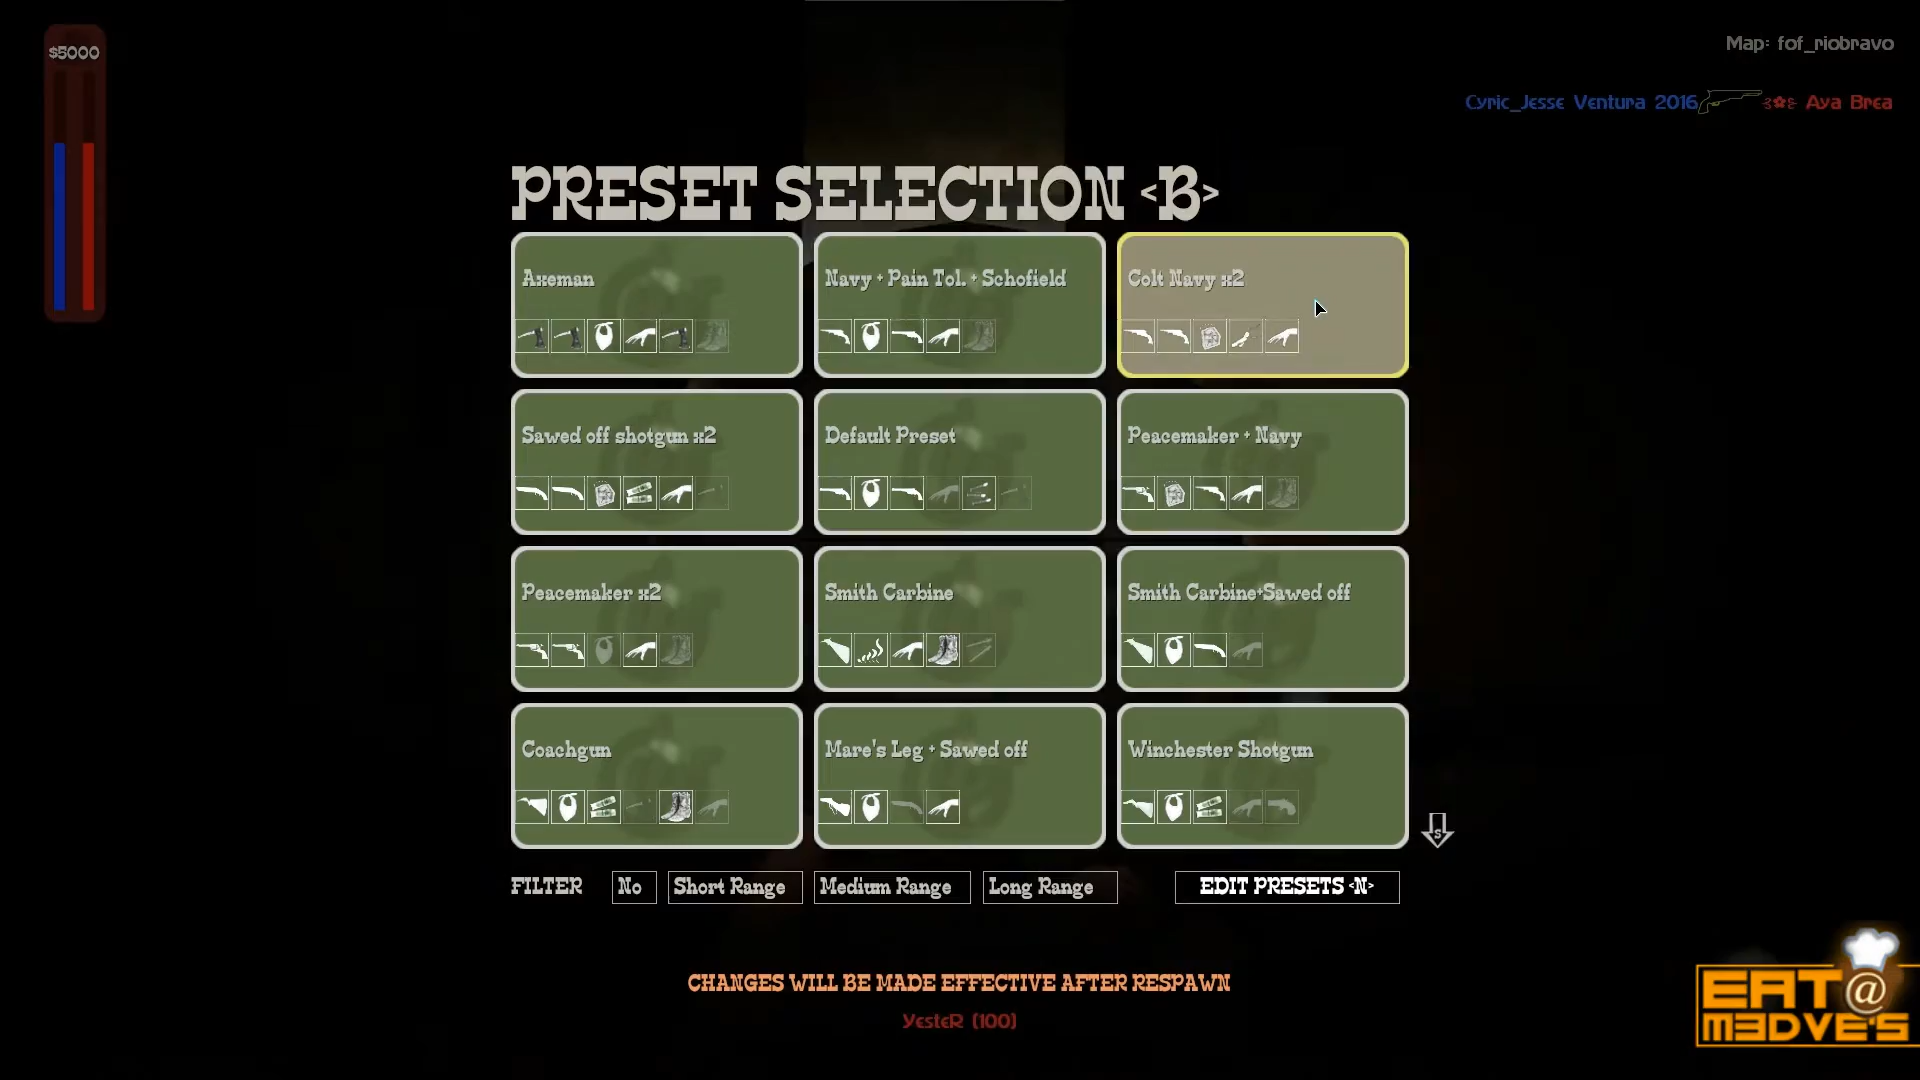 $5000
Map: fof_riobravo
Cyric_Jesse Ventura 2016 Aya Brea
PRESET SELECTION <B>
Axeman
Navy + Pain Tol. + Schofield
Colt Navy x2
Sawed off shotgun x2
Default Preset
Peacemaker + Navy
Peacemaker x2
Smith Carbine
Smith Carbine+Sawed off
Coachgun
Mare's Leg + Sawed off
Winchester Shotgun
S
FILTER No Short Range Medium Range Long Range EDIT PRESETS <N>
CHANGES WILL BE MADE EFFECTIVE AFTER RESPAWN
YesteR (100)
EAT @
M3DVE'S